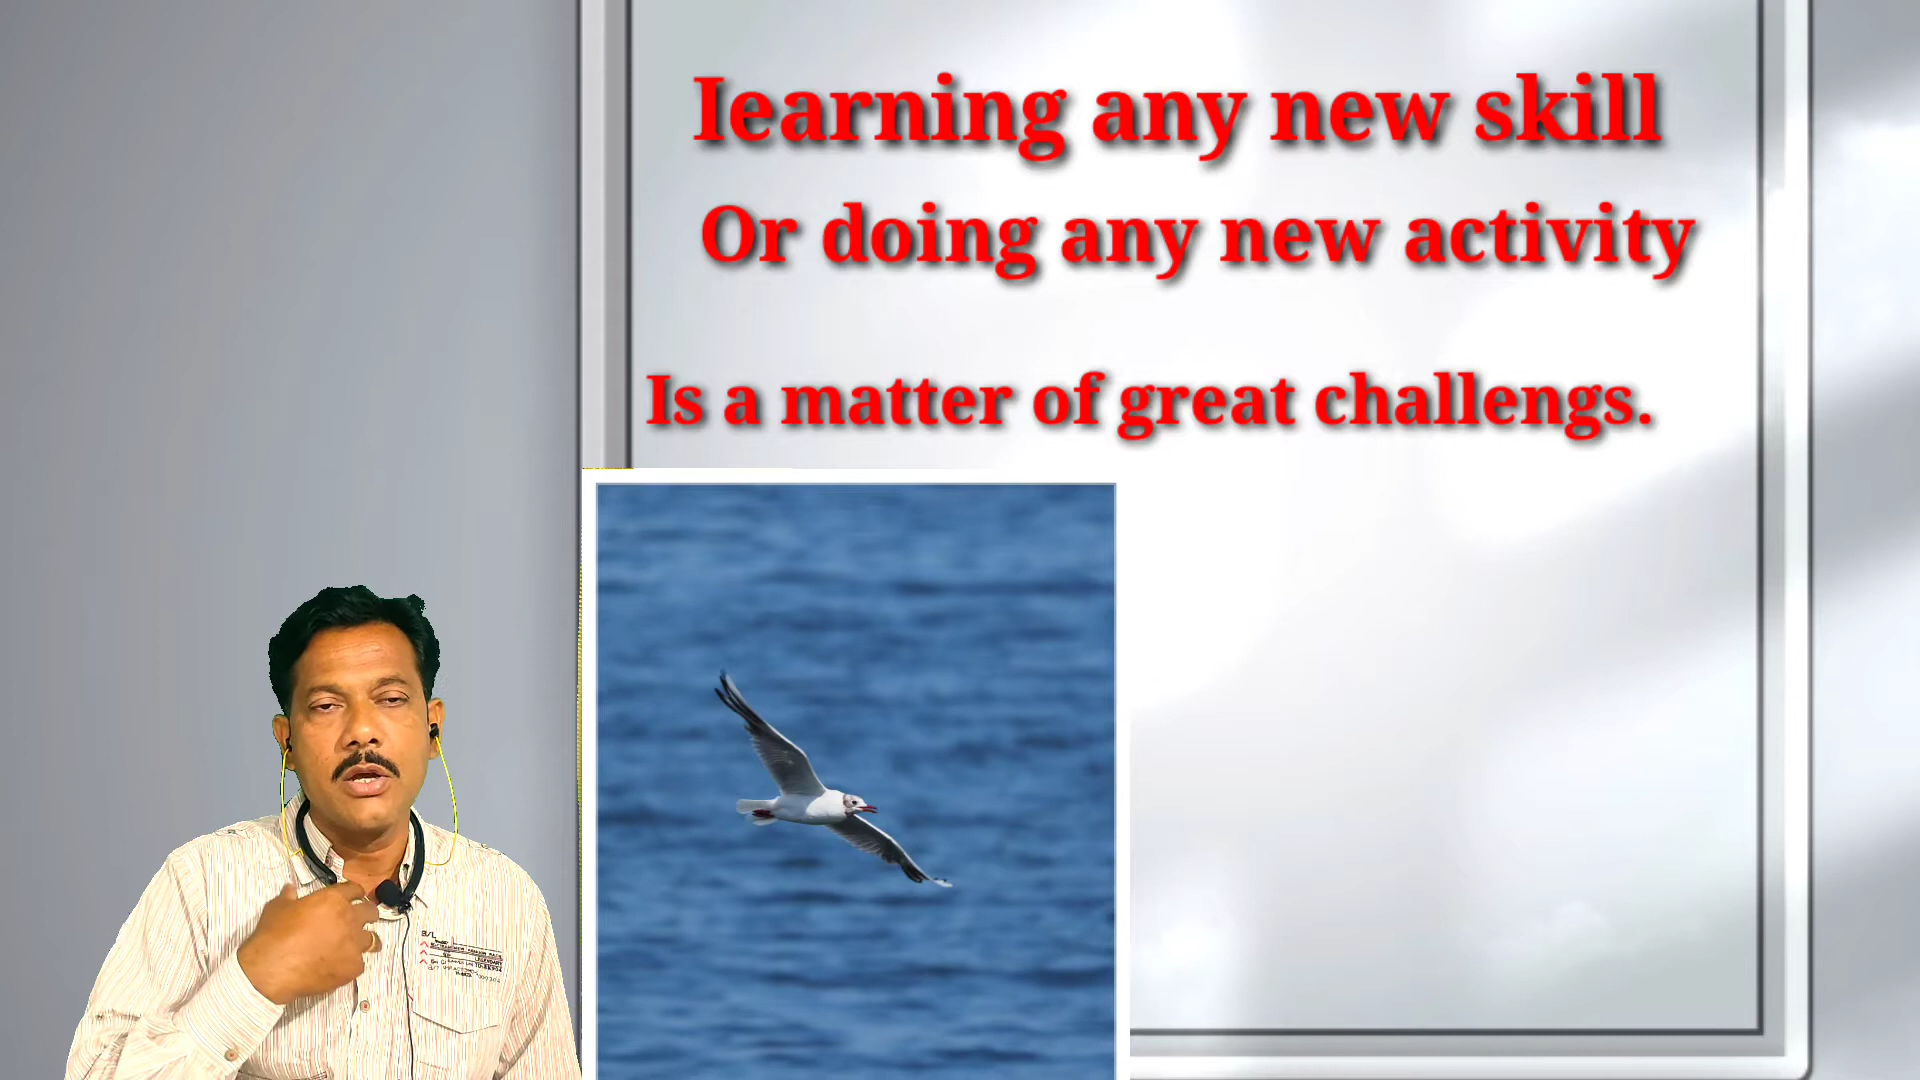 Iearning any new skill
Or doing any new activity
Is a matter of great challengs.
B/L